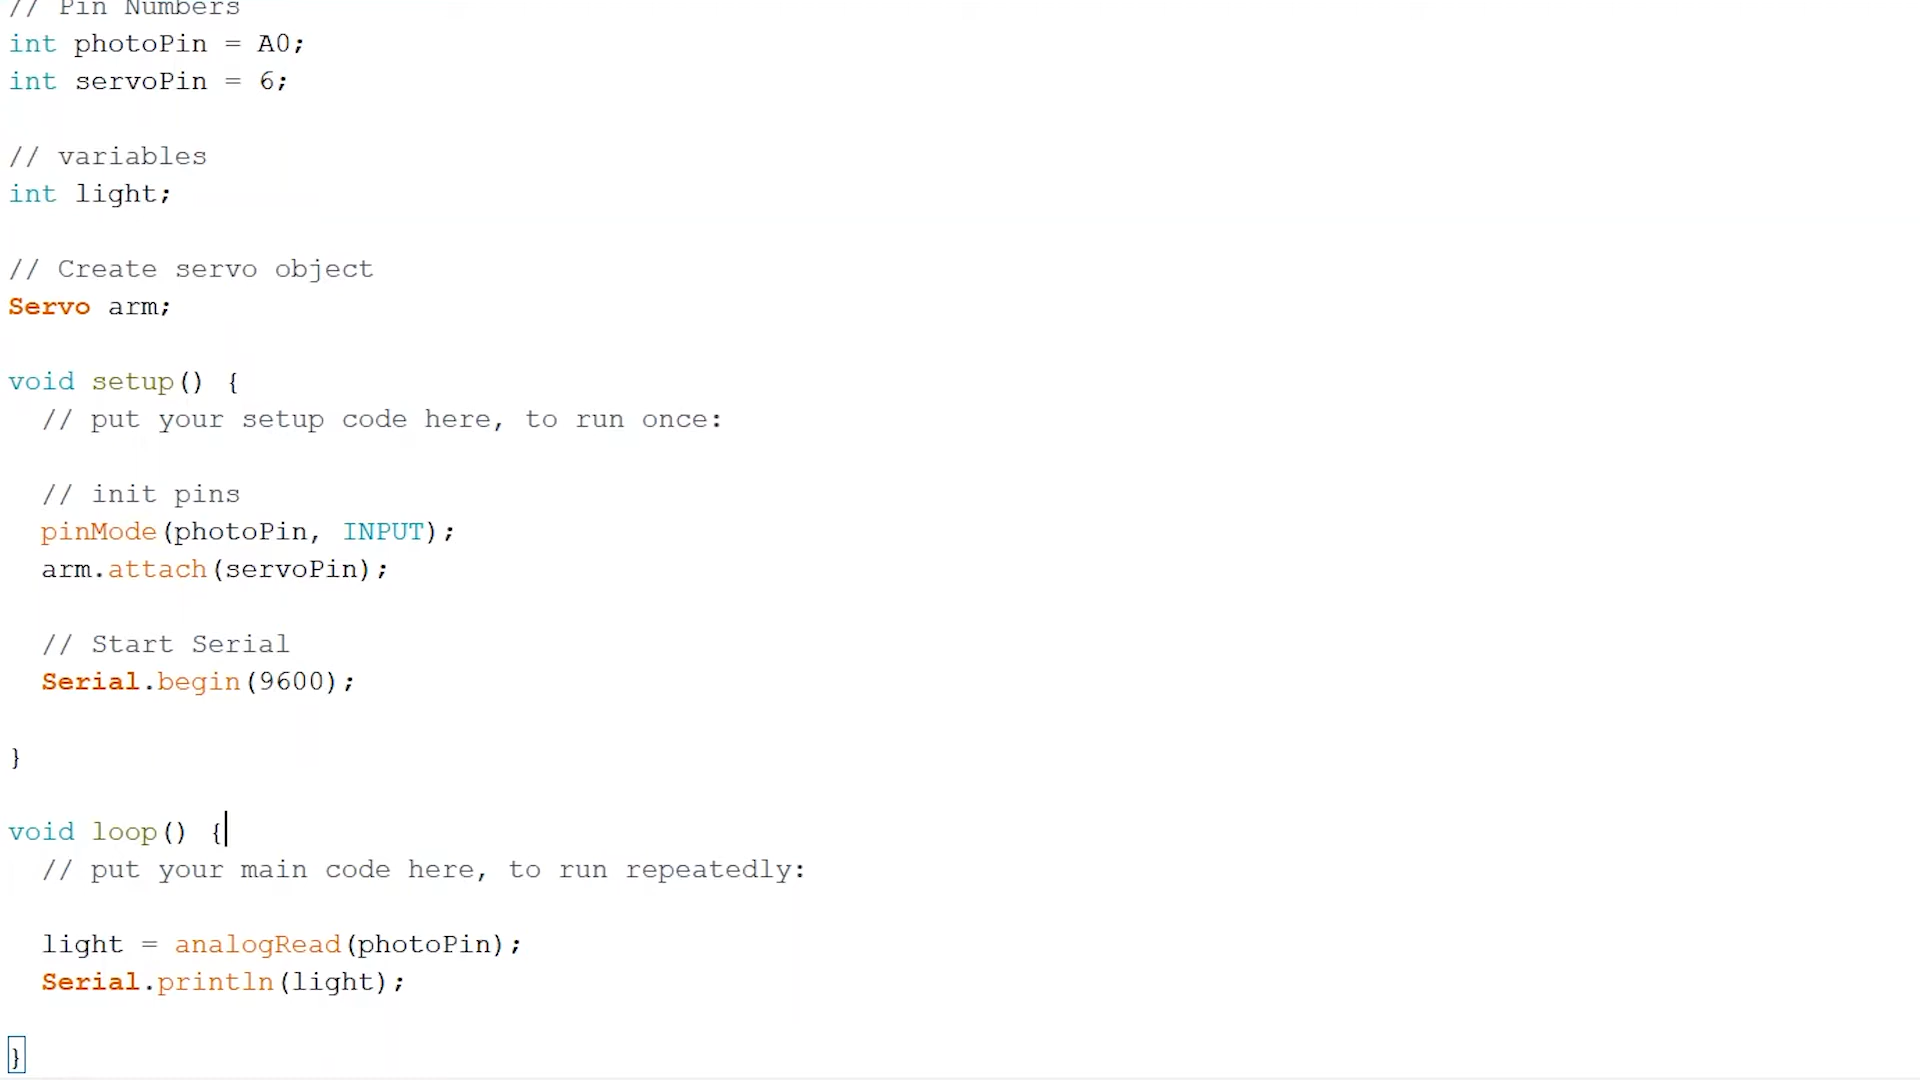 // Pin Numbers
int photoPin = A0;
int servoPin = 6;
// variables
int light;
// Create servo object
Servo arm;
void setup() {
// put your setup code here, to run once:
// init pins
pinMode(photoPin, INPUT);
arm.attach(servoPin);
// Start Serial
Serial.begin(9600);
}
void loop() {
// put your main code here, to run repeatedly:
light = analogRead(photoPin);
Serial.println(light);
}